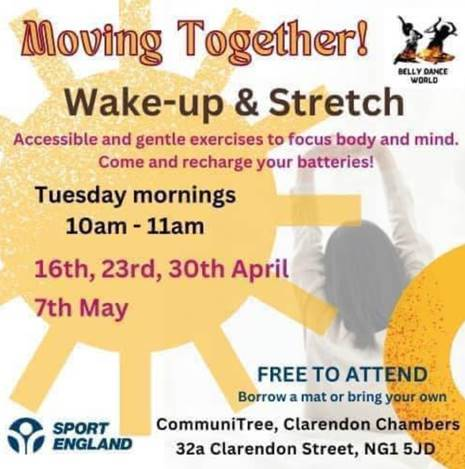 Moving Together!
BELLY DANCE
WORLD
Wake-up & Stretch
Accessible and gentle exercises to focus body and mind.
Come and recharge your batteries!
Tuesday mornings
10am - 11am
16th, 23rd, 30th April
7th May
FREE TO ATTEND
Borrow a mat or bring your own
SPORT
ENGLAND
CommuniTree, Clarendon Chambers
32a Clarendon Street, NG1 5JD